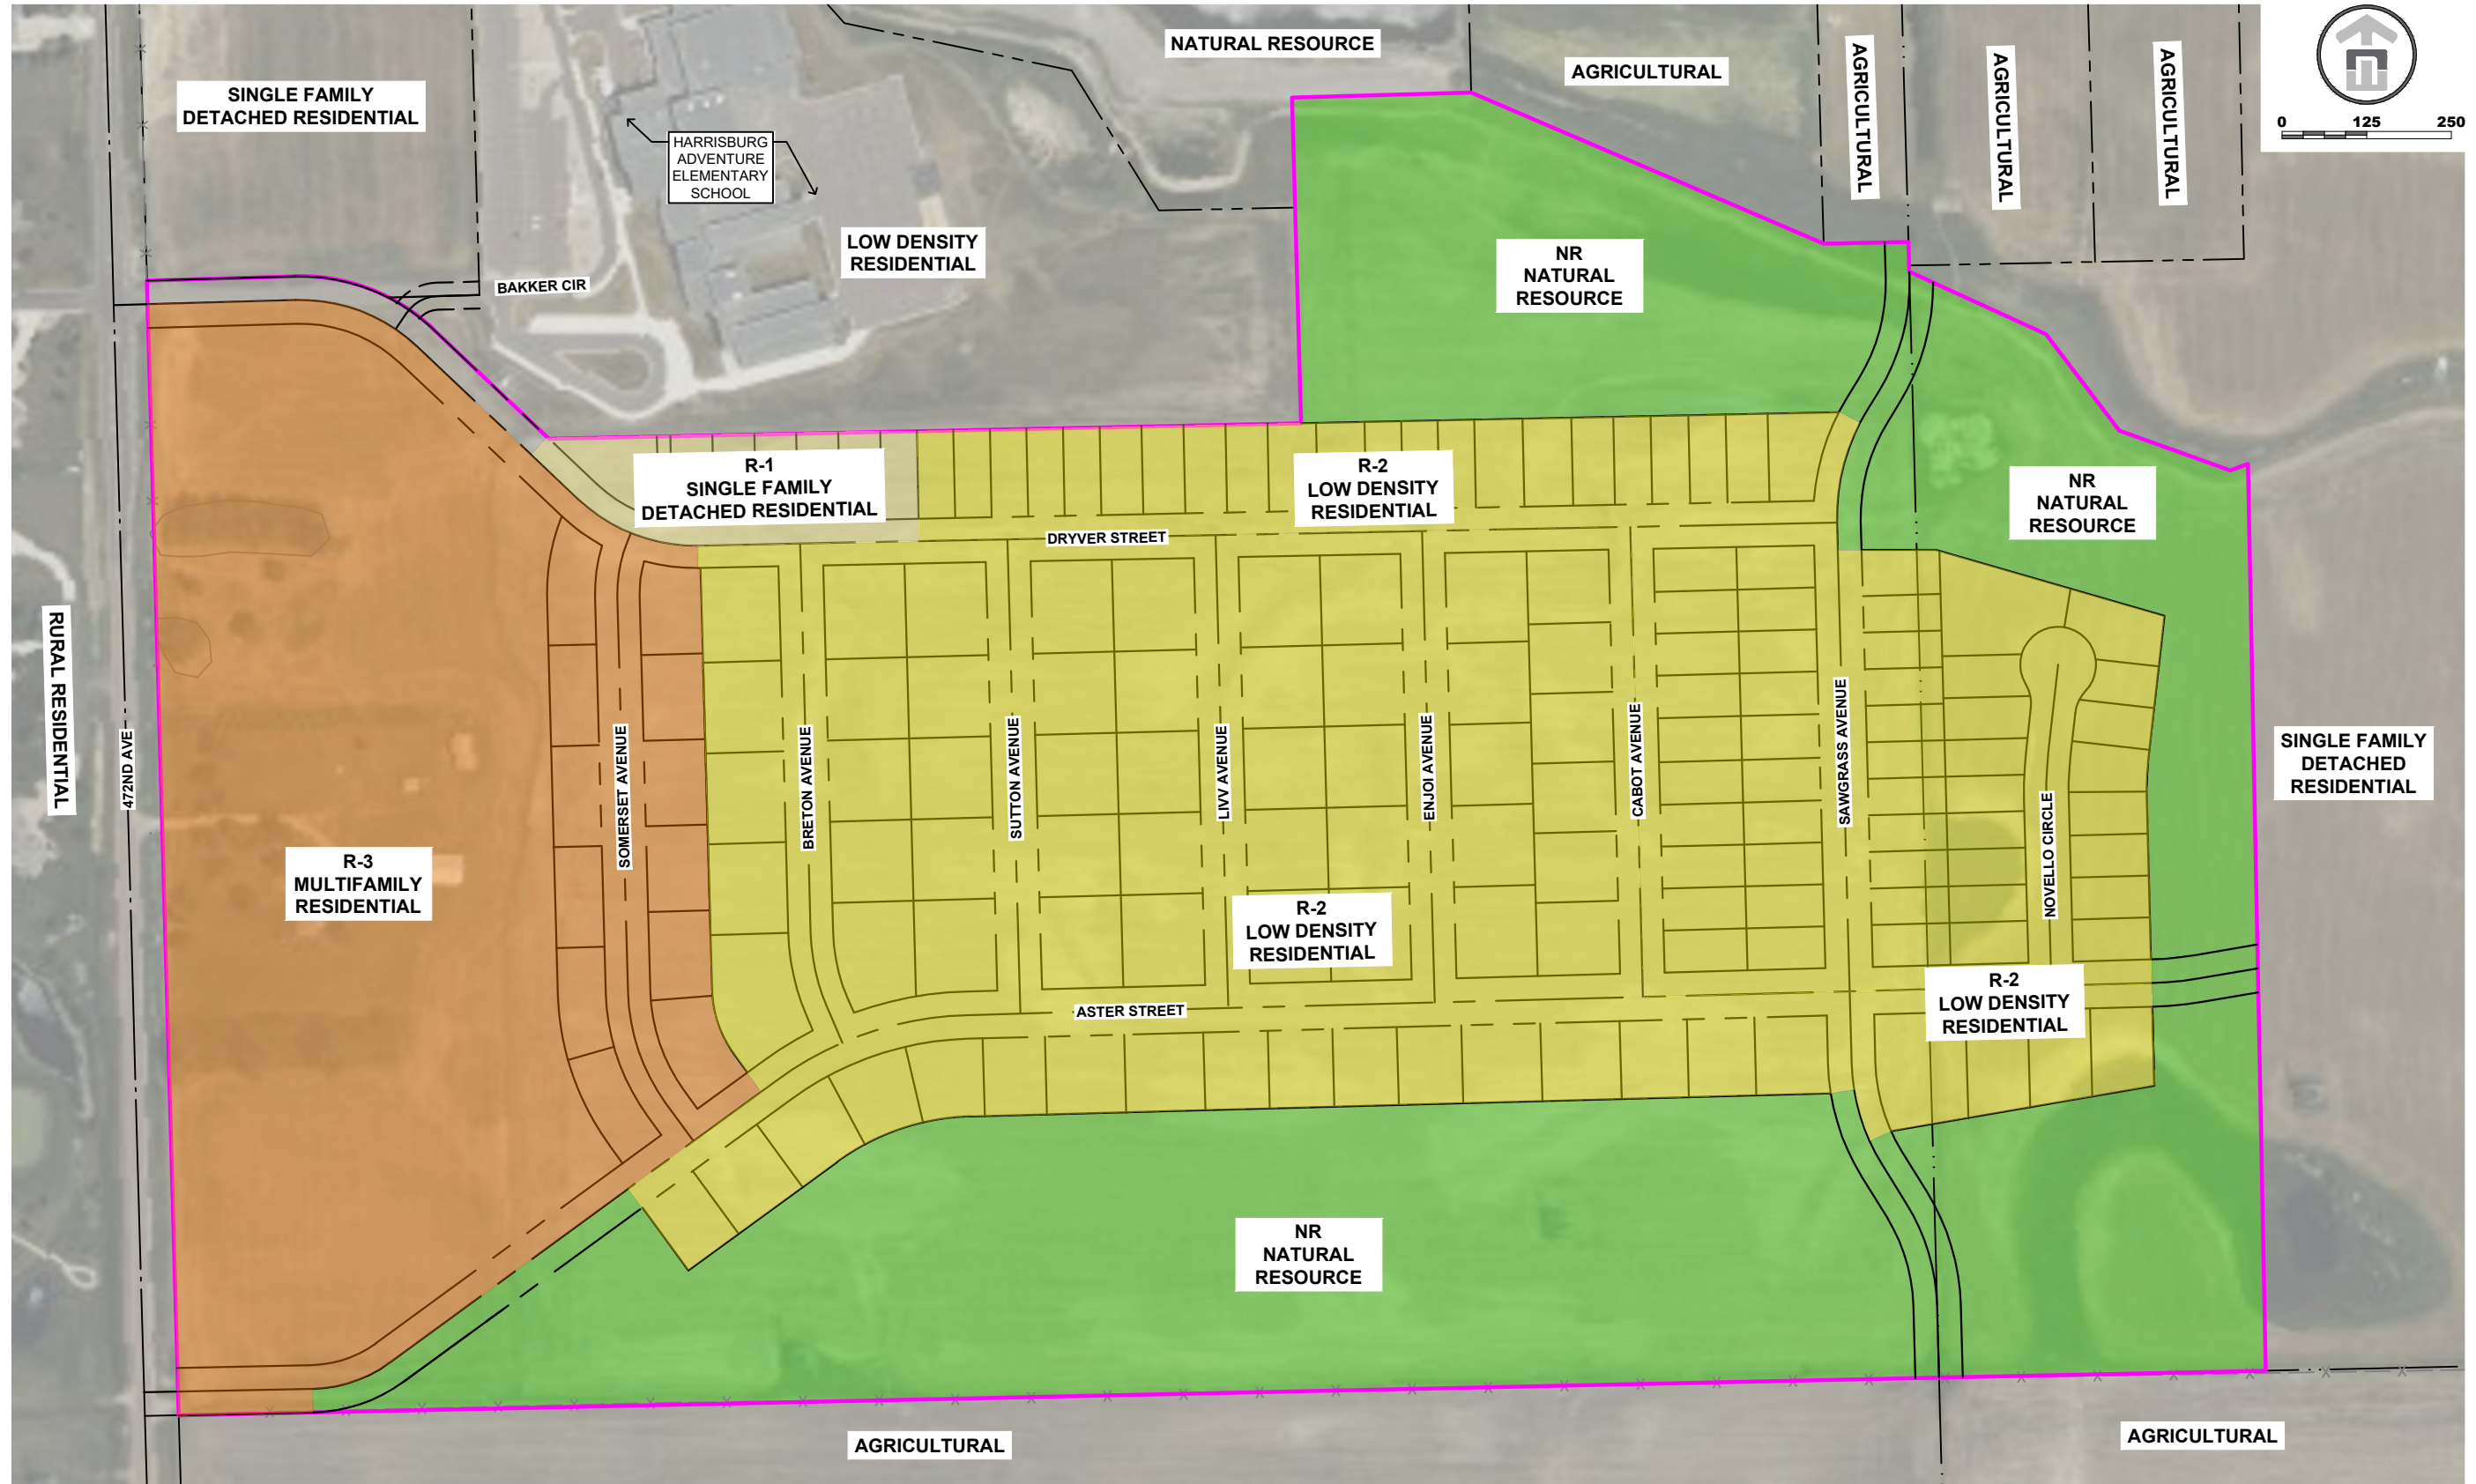 NATURAL RESOURCE
AGRICULTURAL
AGRICULTURAL
AGRICULTURAL
AGRICULTURAL
0 125 250
SINGLE FAMILY
DETACHED RESIDENTIAL
HARRISBURG
ADVENTURE
ELEMENTARY
SCHOOL
LOW DENSITY
RESIDENTIAL
NR
NATURAL
RESOURCE
BAKKER CIR
R-1
SINGLE FAMILY
DETACHED RESIDENTIAL
R-2
LOW DENSITY
RESIDENTIAL
NR
NATURAL
RESOURCE
DRYVER STREET
RURAL RESIDENTIAL
472ND AVE
SOMERSET AVENUE
BRETON AVENUE
SUTTON AVENUE
LIVV AVENUE
ENJOI AVENUE
CABOT AVENUE
SAWGRASS AVENUE
NOVELLO CIRCLE
SINGLE FAMILY
DETACHED
RESIDENTIAL
R-3
MULTIFAMILY
RESIDENTIAL
R-2
LOW DENSITY
RESIDENTIAL
R-2
LOW DENSITY
RESIDENTIAL
ASTER STREET
NR
NATURAL
RESOURCE
AGRICULTURAL
AGRICULTURAL